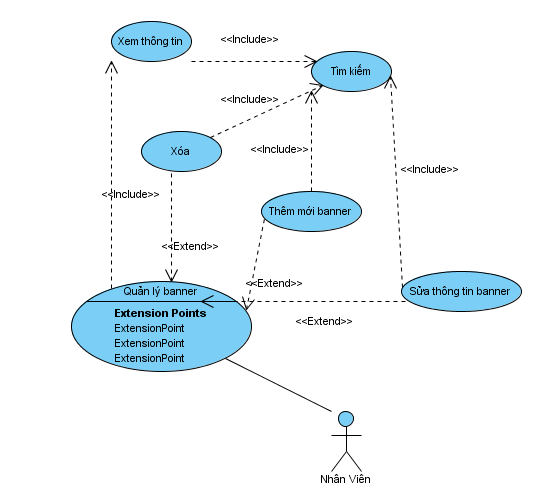 Xem thông tin
<<Include>>
Tìm kiếm
<<Include>>
Xóa
<<Include>>
<<Include>>
<<Include>>
Thêm mới banner
<<Extend>>
<<Extend>>
Quản lý banner
Sửa thông tin banner
Extension Points
<<Extend>>
ExtensionPoint
ExtensionPoint
ExtensionPoint
Nhân Viên